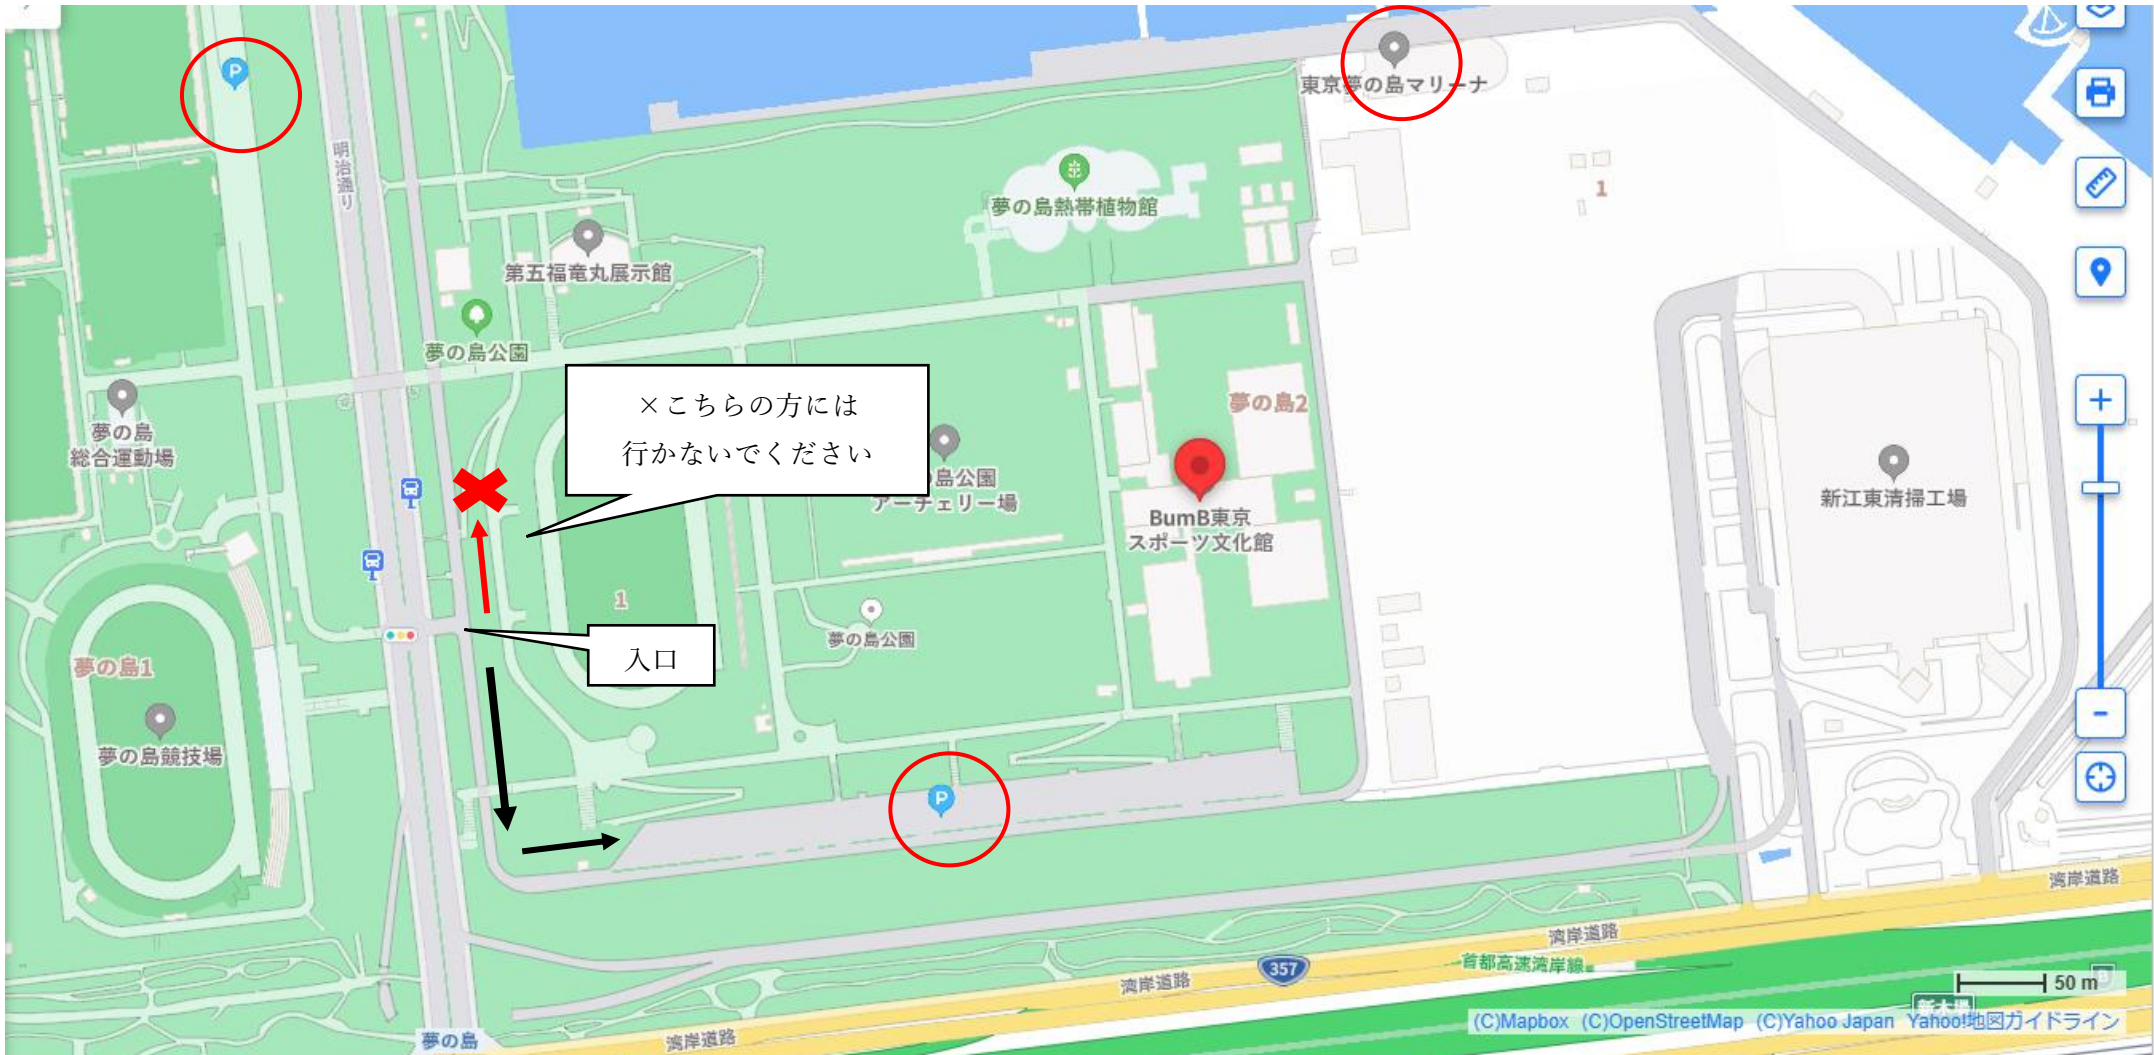 P
東京夢の島マリーナ
明治通り
1
夢の島熱帯植物館
第五福竜丸展示館
夢の島公園
×こちらの方には
行かないでください
夢の島2
夢の島
総合運動場
島公園
アーチェリー場
新江東清掃工場
BumB東京
スポーツ文化館
1
夢の島公園
入口
夢の島1
夢の島競技場
P
湾岸道路
湾岸道路
首都高速湾岸線
357
湾岸道路
50 m
B
新木場
(C)Mapbox (C)OpenStreetMap (C)Yahoo Japan Yahoo!地図ガイドライン
夢の島
湾岸道路